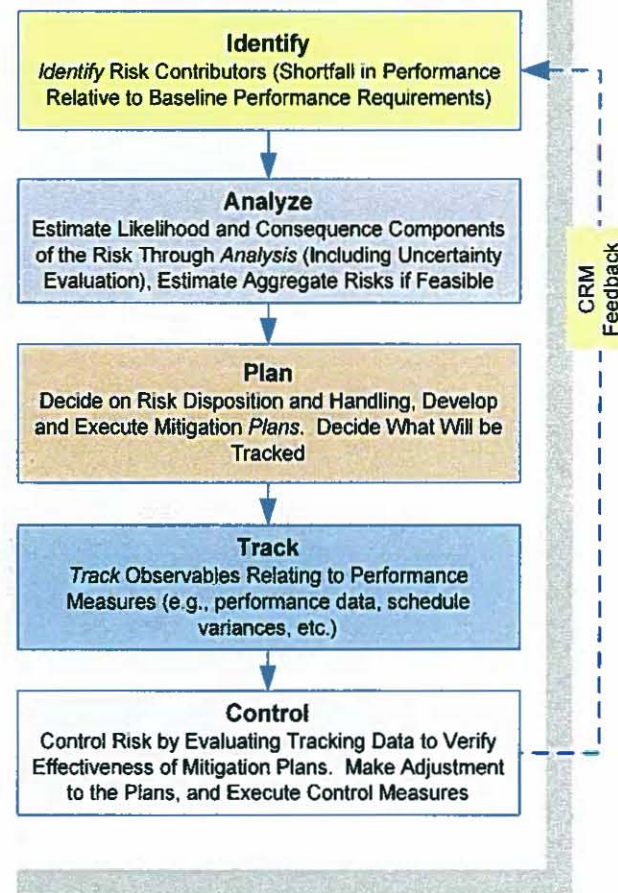 Identify
Identify Risk Contributors (Shortfall in Performance
Relative to Baseline Performance Requirements)
Analyze
Estimate Likelihood and Consequence Components
of the Risk Through Analysis (Including Uncertainty
Evaluation), Estimate Aggregate Risks if Feasible
Plan
Decide on Risk Disposition and Handling, Develop
and Execute Mitigation Plans. Decide What Will be
Tracked
Track
Track Observables Relating to Performance
Measures (e.g., performance data, schedule
variances, etc.)
Control
Control Risk by Evaluating Tracking Data to Verify
Effectiveness of Mitigation Plans. Make Adjustment
to the Plans, and Execute Control Measures
CRM
Feedback